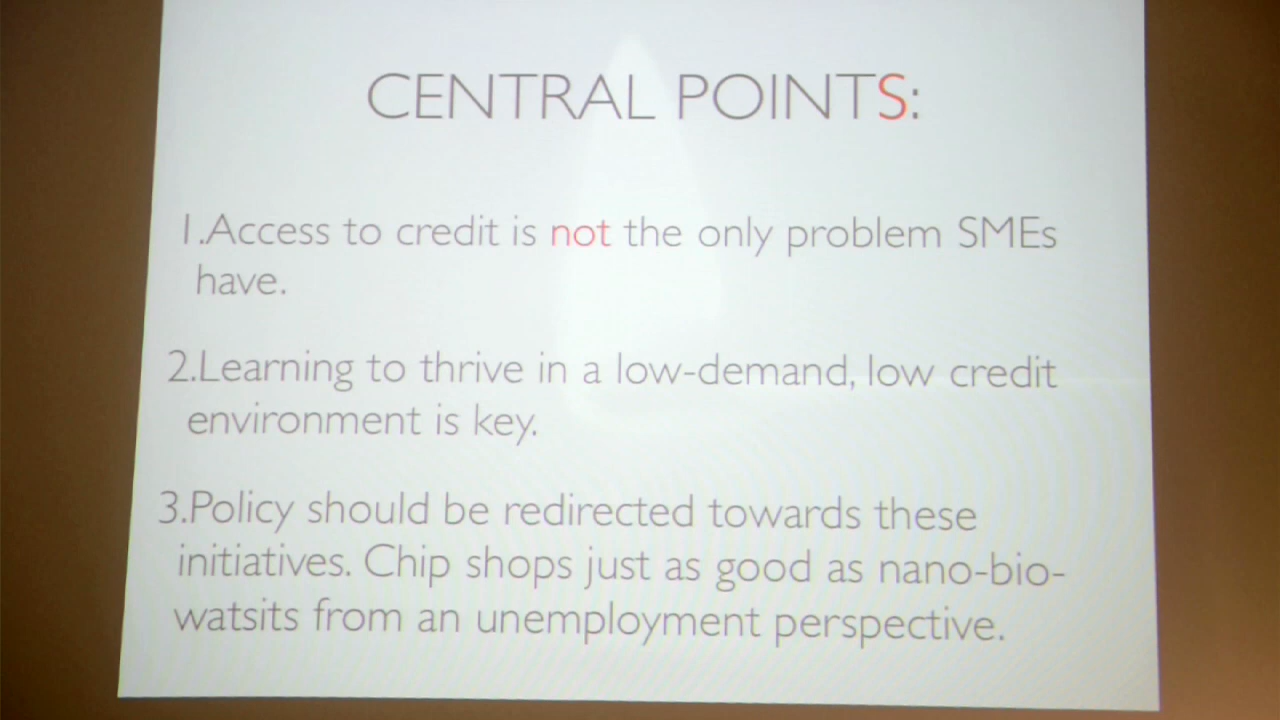 CENTRAL POINTS:
1.Access to credit is not the only problem SMEs
have.
2.Learning to thrive in a low-demand, low credit
environment is key.
3.Policy should be redirected towards these
initiatives. Chip shops just as good as nano-bio-
watsits from an unemployment perspective.